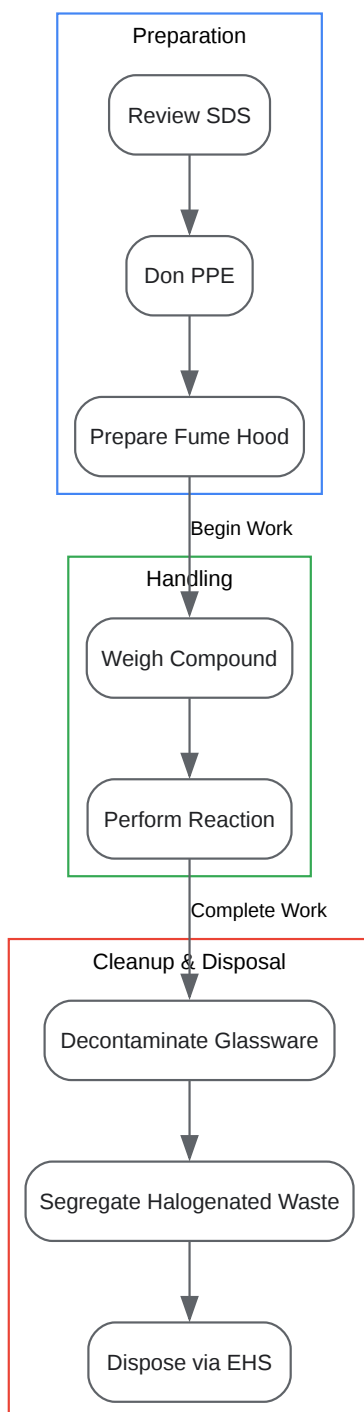 Preparation
Review SDS
Don PPE
Prepare Fume Hood
Begin Work
Handling
Weigh Compound
Perform Reaction
Complete Work
Cleanup & Disposal
Decontaminate Glassware
Segregate Halogenated Waste
Dispose via EHS